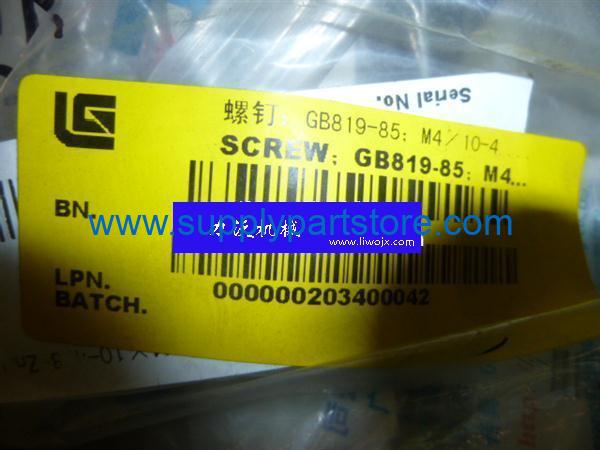 螺钉; GB819-85; M4/10-4....
SCREW; GB819-85; M4...
Serial No.
BN.
www.supplypartstore.com
力沃机械
www.liwojx.com
LPN.
000000203400042
BATCH.